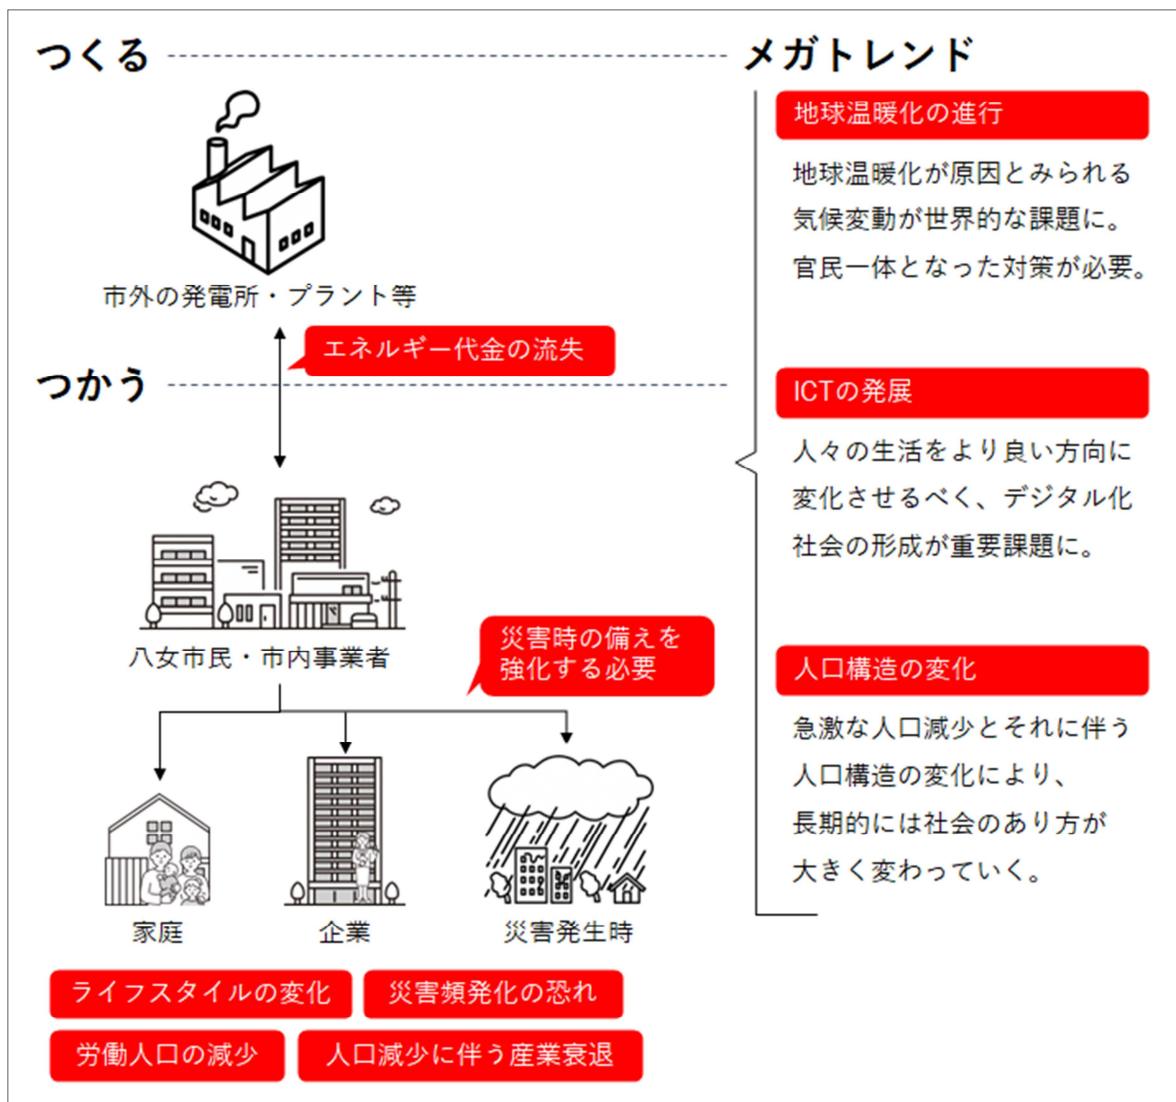 つくる
市外の発電所・プラント等
エネルギー代金の流失
つかう
八女市民・市内事業者
災害時の備えを
強化する必要
家庭
企業
災害発生時
ライフスタイルの変化
災害頻発化の恐れ
労働人口の減少
人口減少に伴う産業衰退
メガトレンド
地球温暖化の進行
地球温暖化が原因とみられる
気候変動が世界的な課題に。
官民一体となった対策が必要。
ICTの発展
人々の生活をより良い方向に
変化させるべく、デジタル化
社会の形成が重要課題に。
人口構造の変化
急激な人口減少とそれに伴う
人口構造の変化により、
長期的には社会のあり方が
大きく変わっていく。